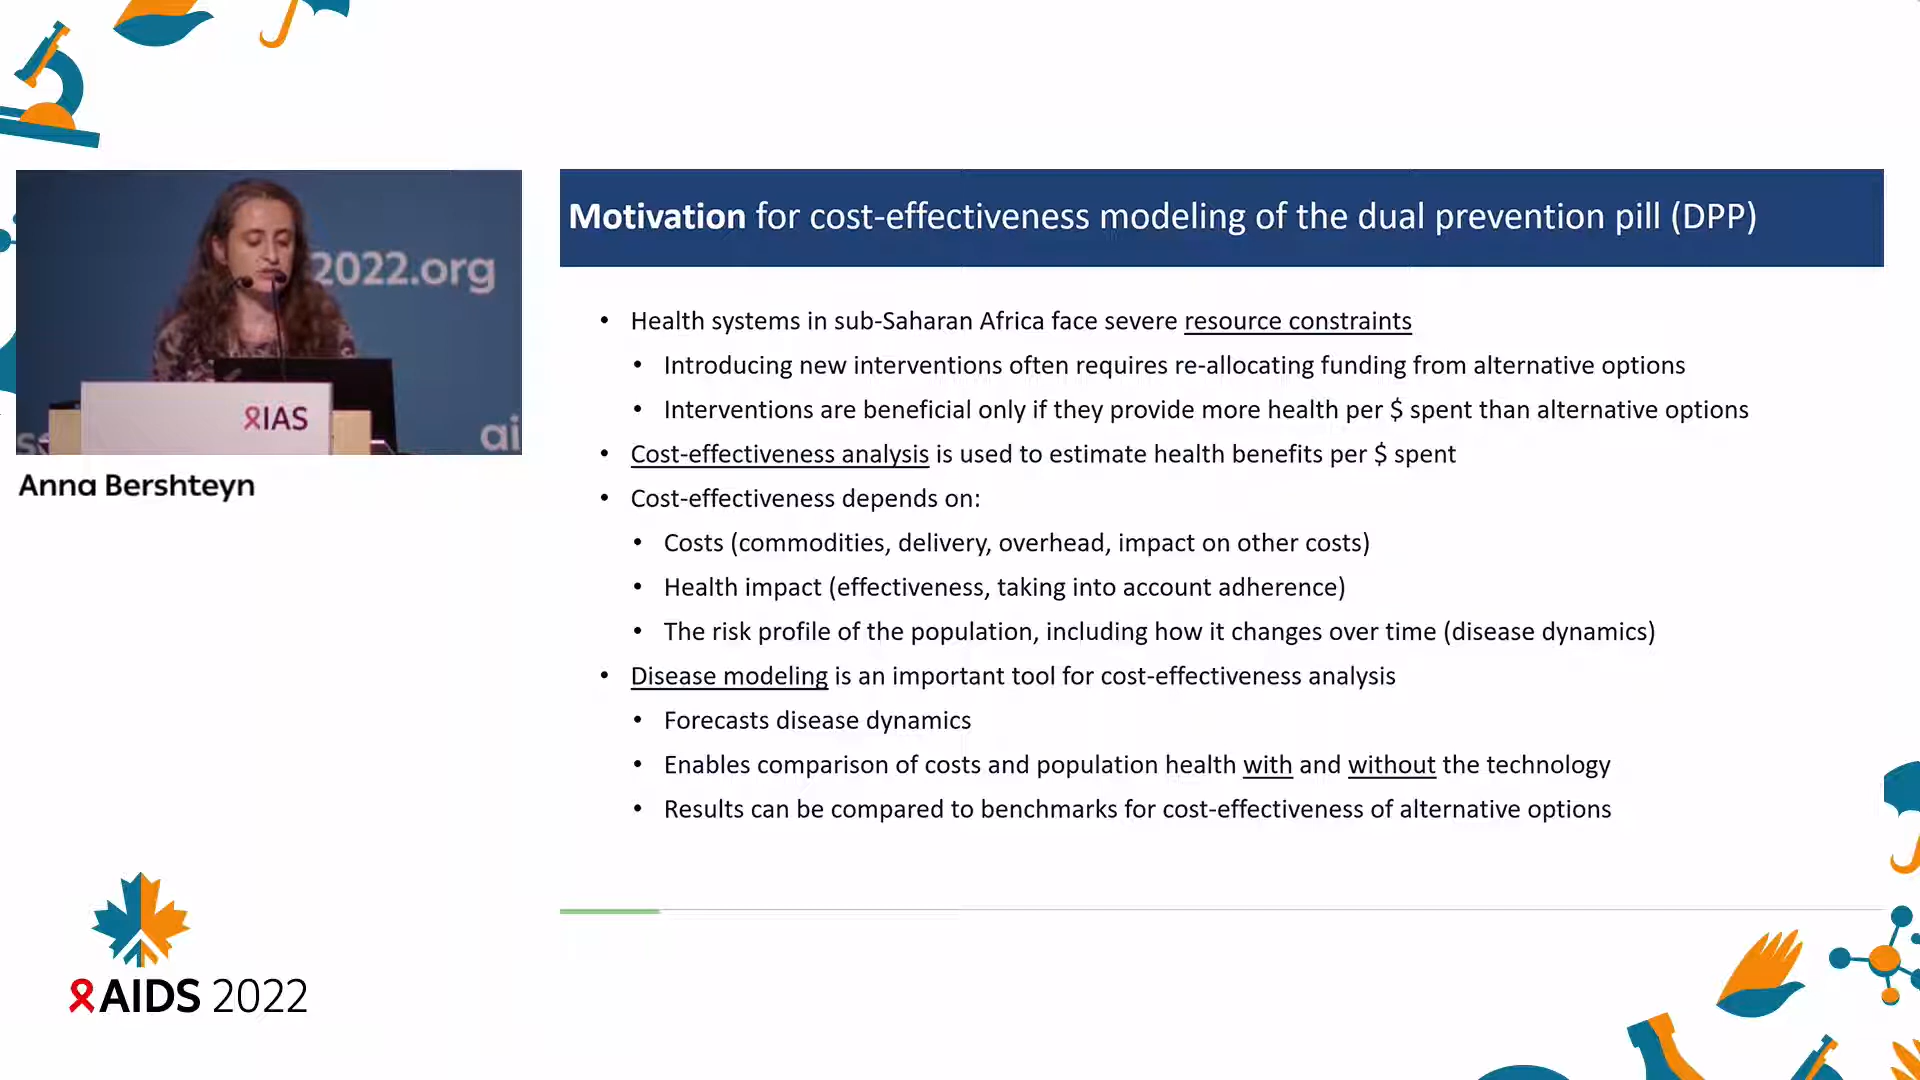 Motivation for cost-effectiveness modeling of the dual prevention pill (DPP)
2022.org
IAS
ai
Anna Bershteyn
• Health systems in sub-Saharan Africa face severe resource constraints
• Introducing new interventions often requires re-allocating funding from alternative options
• Interventions are beneficial only if they provide more health per $ spent than alternative options
• Cost-effectiveness analysis is used to estimate health benefits per $ spent
• Cost-effectiveness depends on:
• Costs (commodities, delivery, overhead, impact on other costs)
• Health impact (effectiveness, taking into account adherence)
• The risk profile of the population, including how it changes over time (disease dynamics)
• Disease modeling is an important tool for cost-effectiveness analysis
• Forecasts disease dynamics
• Enables comparison of costs and population health with and without the technology
• Results can be compared to benchmarks for cost-effectiveness of alternative options
AIDS 2022